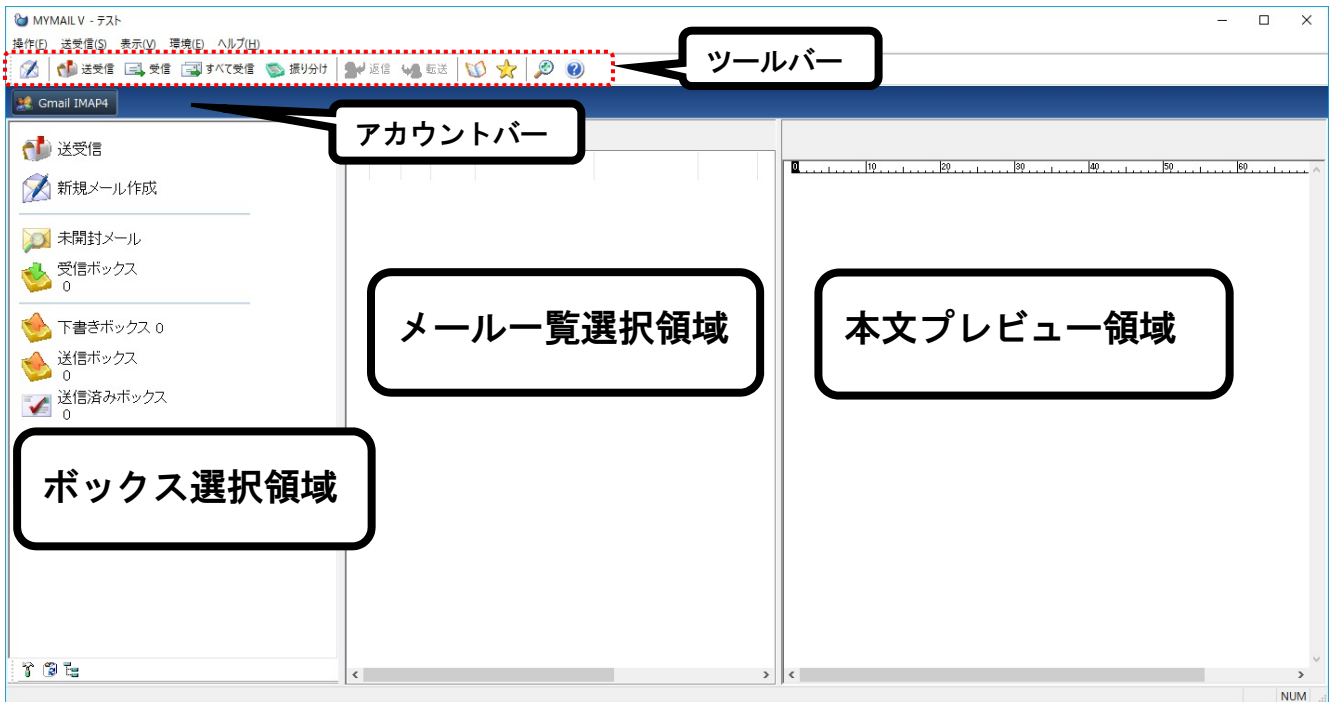 MYMAIL V - テスト
操作(F) 送受信(S) 表示(V) 環境(E) ヘルプ(H)
送受信 受信 すべて受信 振り分け 返信 転送
ツールバー
Gmail IMAP4
アカウントバー
送受信
新規メール作成
未開封メール
受信ボックス
0
下書きボックス 0
送信ボックス
0
送信済みボックス
0
ボックス選択領域
メール一覧選択領域
0 10 20 30 40 50 60
本文プレビュー領域
NUM